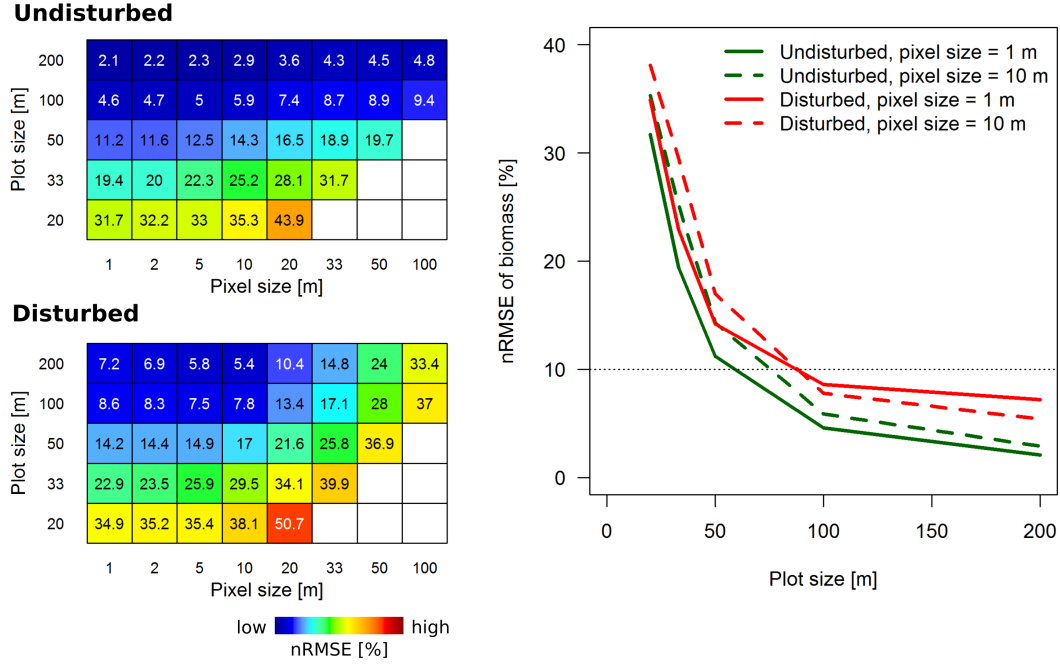 Undisturbed
Plot size [m]
200 2.1 2.2 2.3 2.9 3.6 4.3 4.5 4.8
100 4.6 4.7 5 5.9 7.4 8.7 8.9 9.4
50 11.2 11.6 12.5 14.3 16.5 18.9 19.7
33 19.4 20 22.3 25.2 28.1 31.7
20 31.7 32.2 33 35.3 43.9
1 2 5 10 20 33 50 100
Pixel size [m]
Disturbed
Plot size [m]
200 7.2 6.9 5.8 5.4 10.4 14.8 24 33.4
100 8.6 8.3 7.5 7.8 13.4 17.1 28 37
50 14.2 14.4 14.9 17 21.6 25.8 36.9
33 22.9 23.5 25.9 29.5 34.1 39.9
20 34.9 35.2 35.4 38.1 50.7
1 2 5 10 20 33 50 100
Pixel size [m]
low high
nRMSE [%]
Undisturbed, pixel size = 1 m
Undisturbed, pixel size = 10 m
Disturbed, pixel size = 1 m
Disturbed, pixel size = 10 m
nRMSE of biomass [%]
40
30
20
10
0
0 50 100 150 200
Plot size [m]